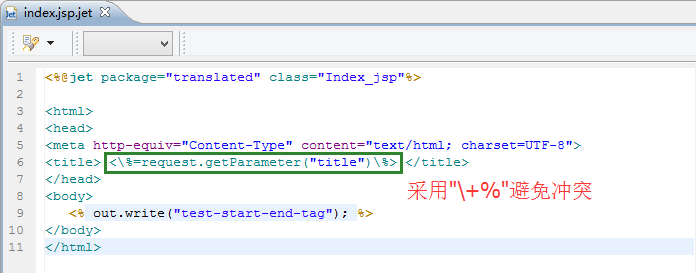 index.jsp.jet
1 <%@jet package="translated" class="Index_jsp"%>
2
3 <html>
4 <head>
5 <meta http-equiv="Content-Type" content="text/html; charset=UTF-8">
6 <title> <\%=request.getParameter("title")\%> </title>
7 </head>
采用"\+%"避免冲突
8 <body>
9 <% out.write("test-start-end-tag"); %>
10 </body>
11 </html>